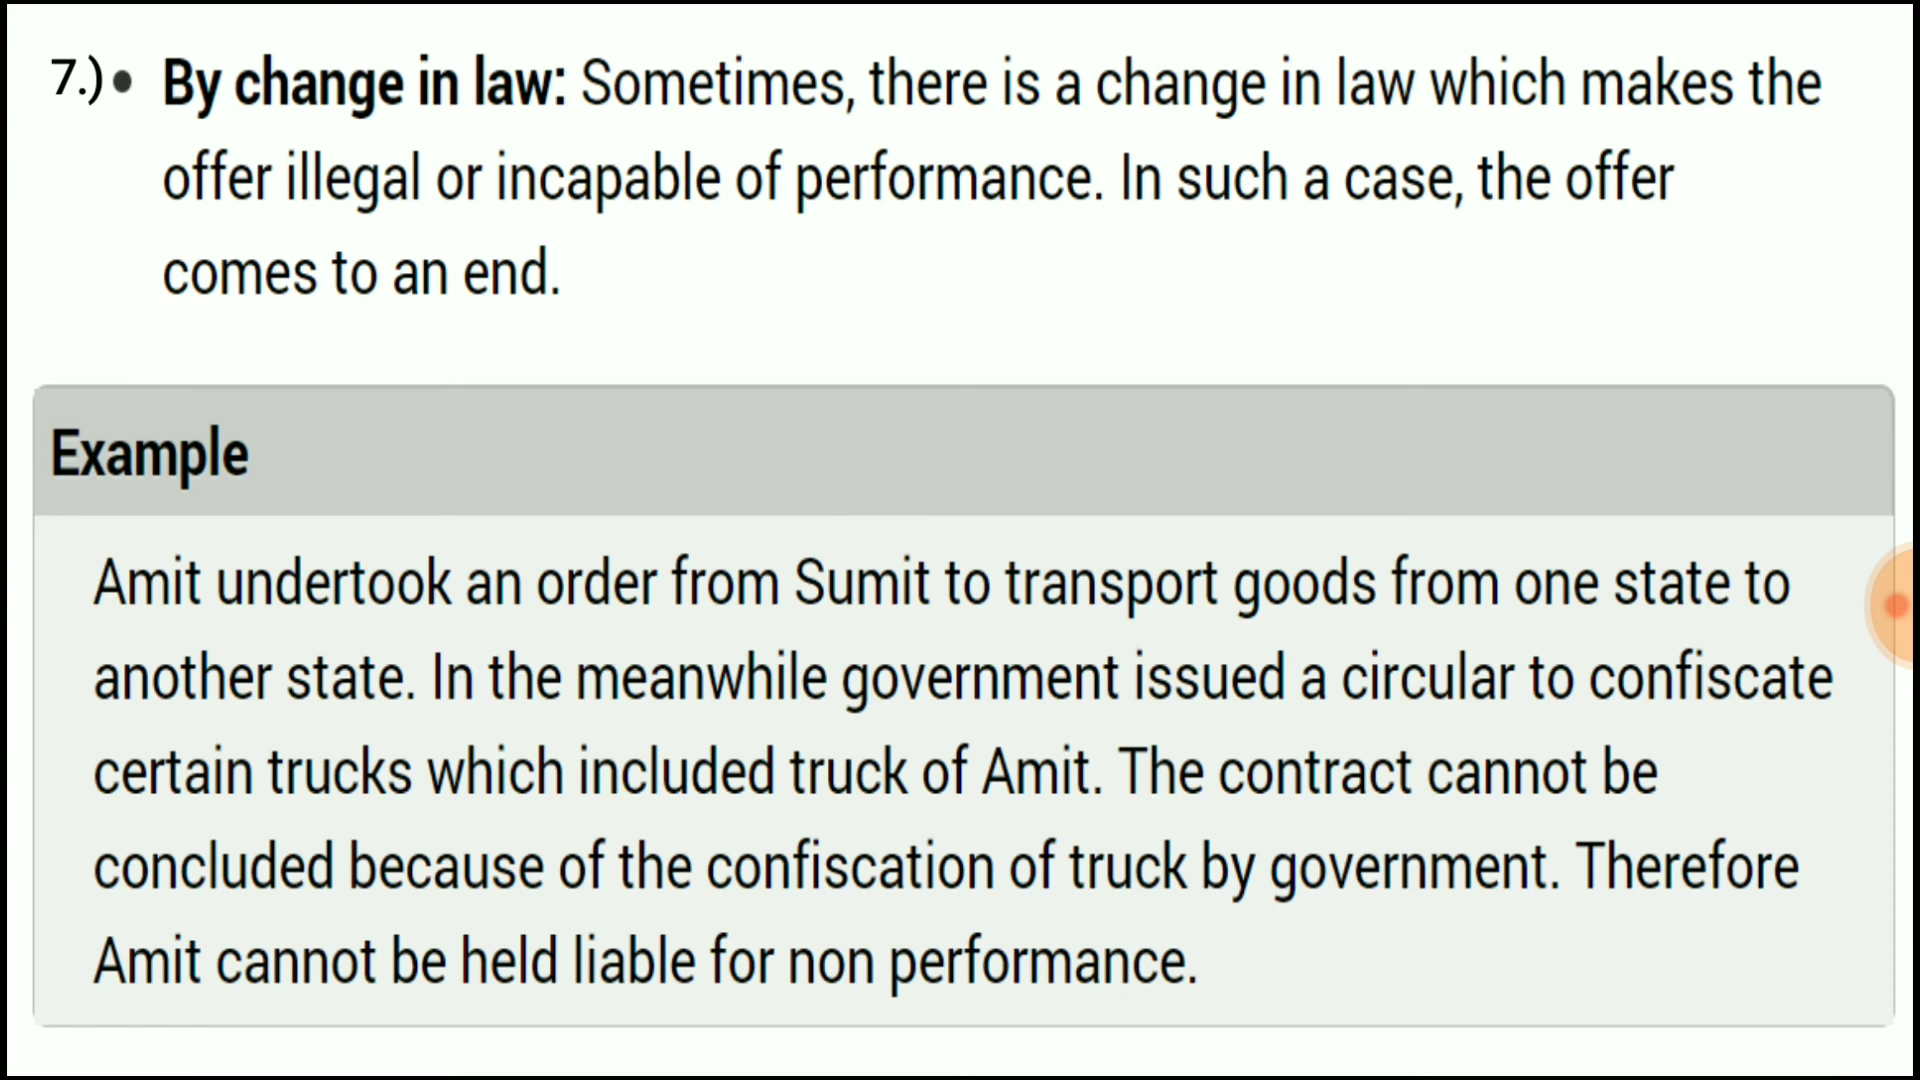 7.) • By change in law: Sometimes, there is a change in law which makes the
offer illegal or incapable of performance. In such a case, the offer
comes to an end.
Example
Amit undertook an order from Sumit to transport goods from one state to
another state. In the meanwhile government issued a circular to confiscate
certain trucks which included truck of Amit. The contract cannot be
concluded because of the confiscation of truck by government. Therefore
Amit cannot be held liable for non performance.